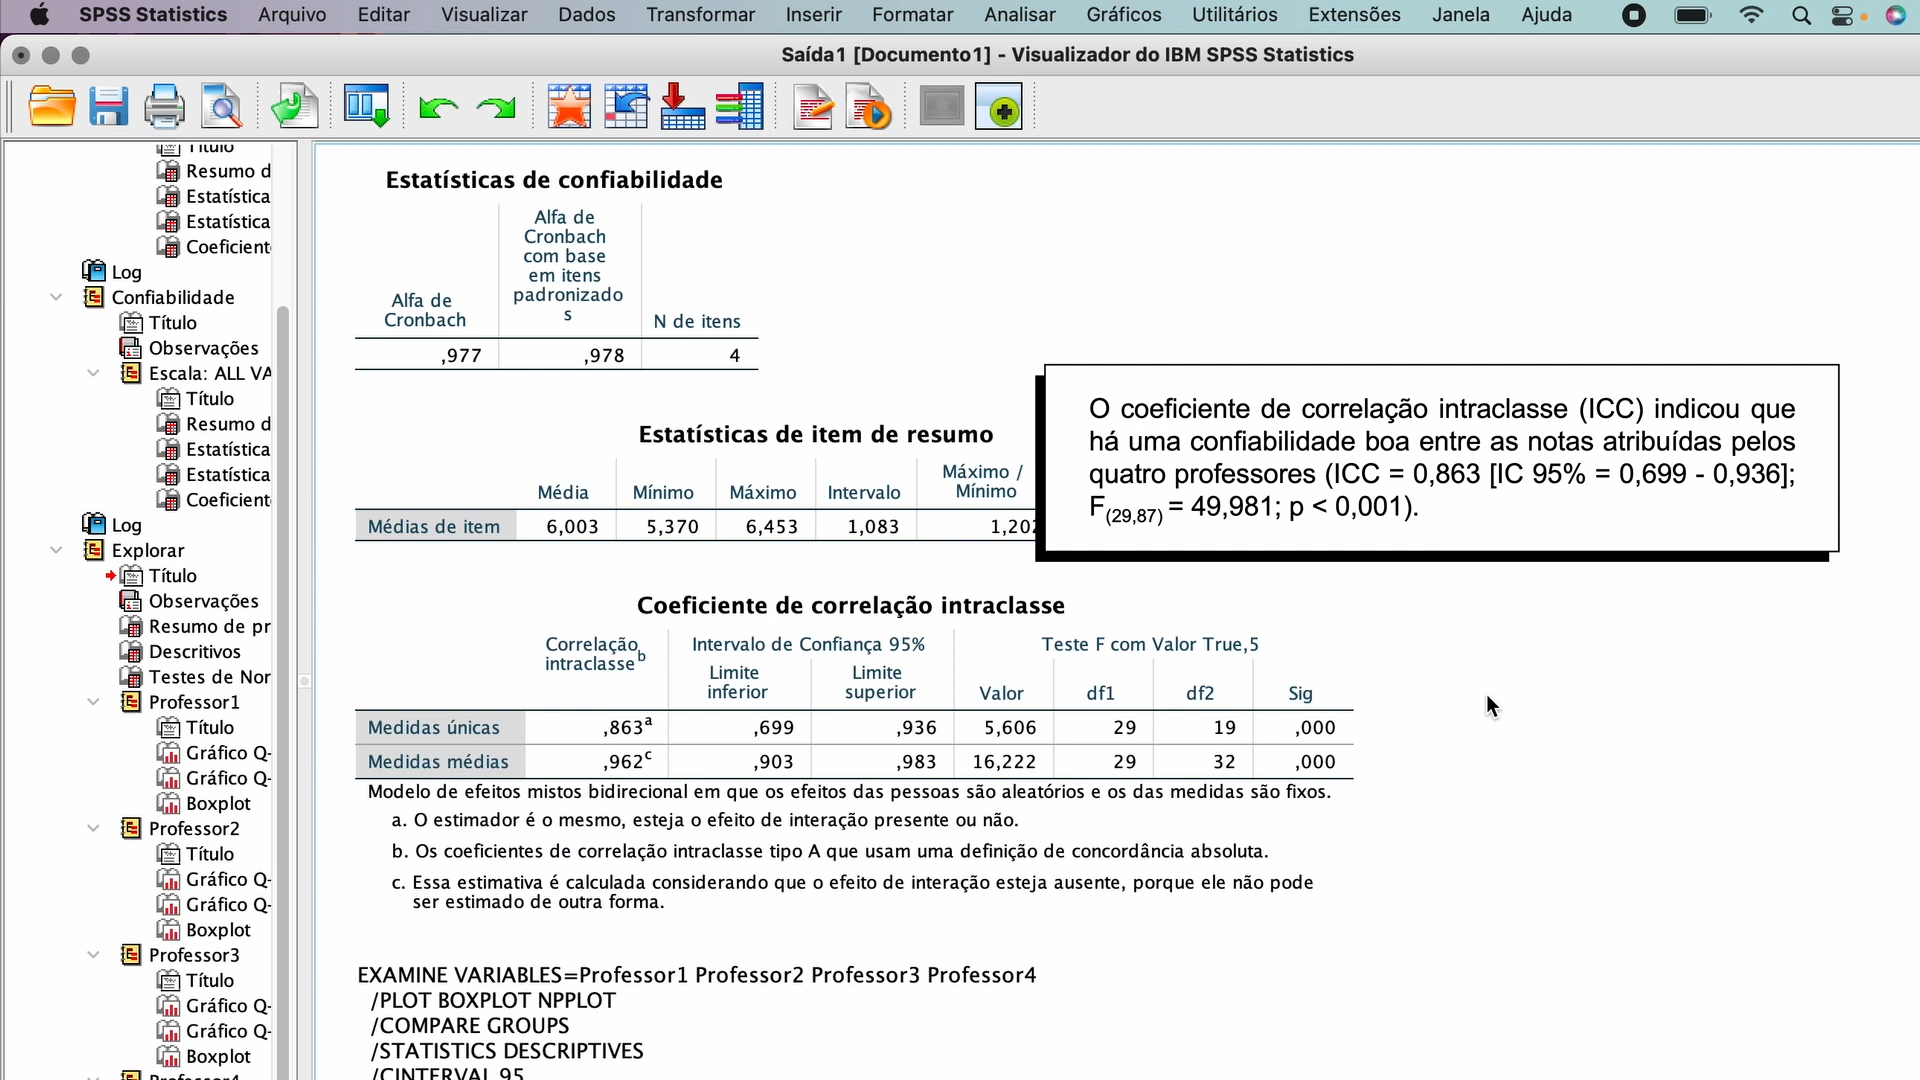 SPSS Statistics Arquivo Editar Visualizar Dados Transformar Inserir Formatar Analisar Gráficos Utilitários Extensões Janela Ajuda
Saída1 [Documento1] - Visualizador do IBM SPSS Statistics
Título
Resumo d
Estatística
Estatística
Coeficient
Log
Confiabilidade
Título
Observações
Escala: ALL VA
Título
Resumo d
Estatística
Estatística
Coeficient
Log
Explorar
Título
Observações
Resumo de pr
Descritivos
Testes de Nor
Professor1
Título
Gráfico Q-
Gráfico Q-
Boxplot
Professor2
Título
Gráfico Q-
Gráfico Q-
Boxplot
Professor3
Título
Gráfico Q-
Gráfico Q-
Boxplot
Professor4
Estatísticas de confiabilidade
Alfa de
Cronbach
Alfa de
Cronbach
com base
em itens
padronizado
s
N de itens
,977 ,978 4
Estatísticas de item de resumo
Média Mínimo Máximo Intervalo Máximo /
Mínimo
Médias de item 6,003 5,370 6,453 1,083 1,202
O coeficiente de correlação intraclasse (ICC) indicou que
há uma confiabilidade boa entre as notas atribuídas pelos
quatro professores (ICC = 0,863 [IC 95% = 0,699 - 0,936];
F(29,87) = 49,981; p < 0,001).
Coeficiente de correlação intraclasse
Correlação
intraclasseb
Intervalo de Confiança 95%
Teste F com Valor True,5
Limite
inferior
Limite
superior
Valor df1 df2 Sig
Medidas únicas ,863a ,699 ,936 5,606 29 19 ,000
Medidas médias ,962c ,903 ,983 16,222 29 32 ,000
Modelo de efeitos mistos bidirecional em que os efeitos das pessoas são aleatórios e os das medidas são fixos.
a. O estimador é o mesmo, esteja o efeito de interação presente ou não.
b. Os coeficientes de correlação intraclasse tipo A que usam uma definição de concordância absoluta.
c. Essa estimativa é calculada considerando que o efeito de interação esteja ausente, porque ele não pode
ser estimado de outra forma.
EXAMINE VARIABLES=Professor1 Professor2 Professor3 Professor4
/PLOT BOXPLOT NPPLOT
/COMPARE GROUPS
/STATISTICS DESCRIPTIVES
/CINTERVAL 95